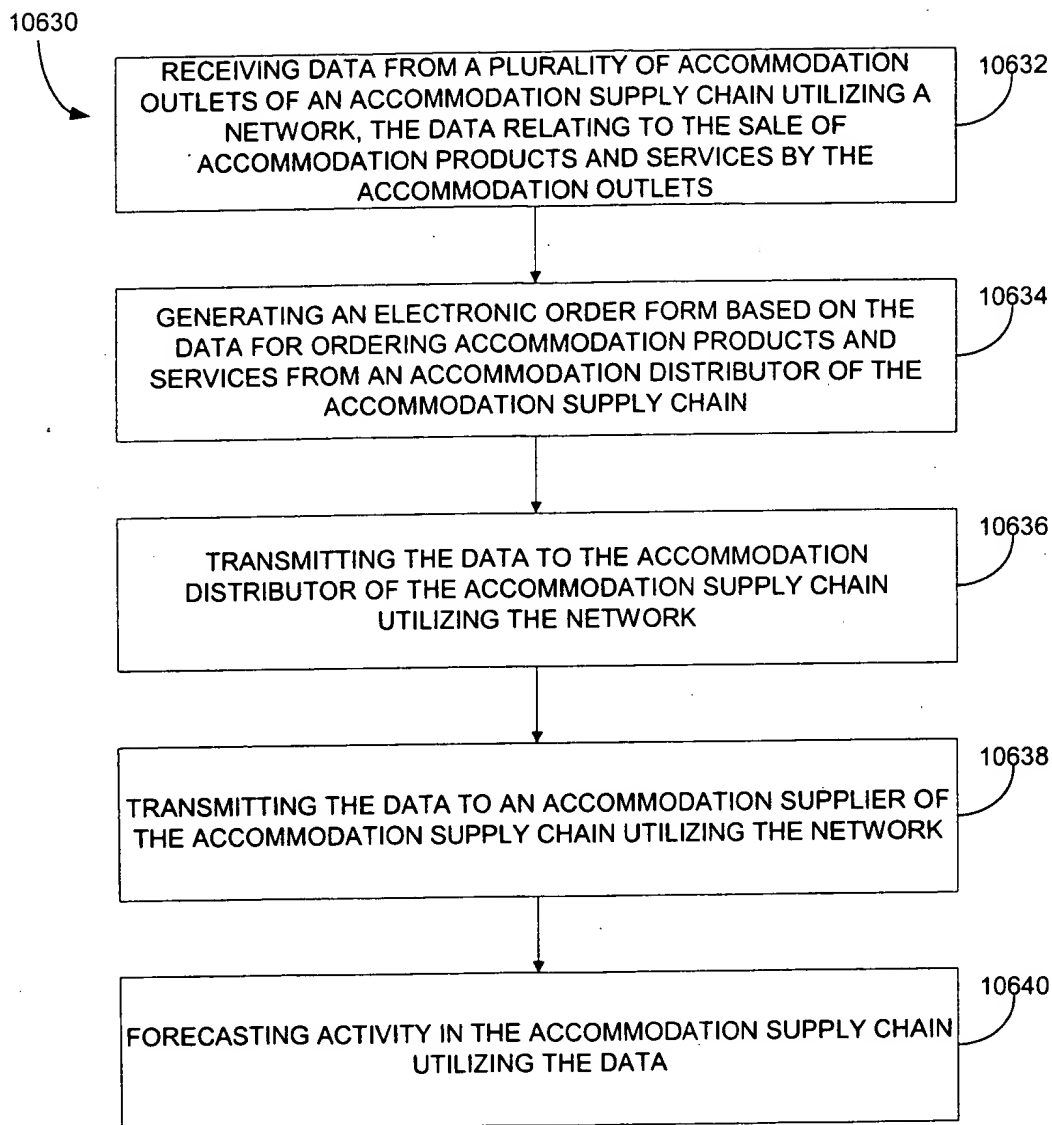 10630
RECEIVING DATA FROM A PLURALITY OF ACCOMMODATION
OUTLETS OF AN ACCOMMODATION SUPPLY CHAIN UTILIZING A
NETWORK, THE DATA RELATING TO THE SALE OF
ACCOMMODATION PRODUCTS AND SERVICES BY THE
ACCOMMODATION OUTLETS
10632
GENERATING AN ELECTRONIC ORDER FORM BASED ON THE
DATA FOR ORDERING ACCOMMODATION PRODUCTS AND
SERVICES FROM AN ACCOMMODATION DISTRIBUTOR OF THE
ACCOMMODATION SUPPLY CHAIN
10634
TRANSMITTING THE DATA TO THE ACCOMMODATION
DISTRIBUTOR OF THE ACCOMMODATION SUPPLY CHAIN
UTILIZING THE NETWORK
10636
TRANSMITTING THE DATA TO AN ACCOMMODATION SUPPLIER OF
THE ACCOMMODATION SUPPLY CHAIN UTILIZING THE NETWORK
10638
FORECASTING ACTIVITY IN THE ACCOMMODATION SUPPLY CHAIN
UTILIZING THE DATA
10640